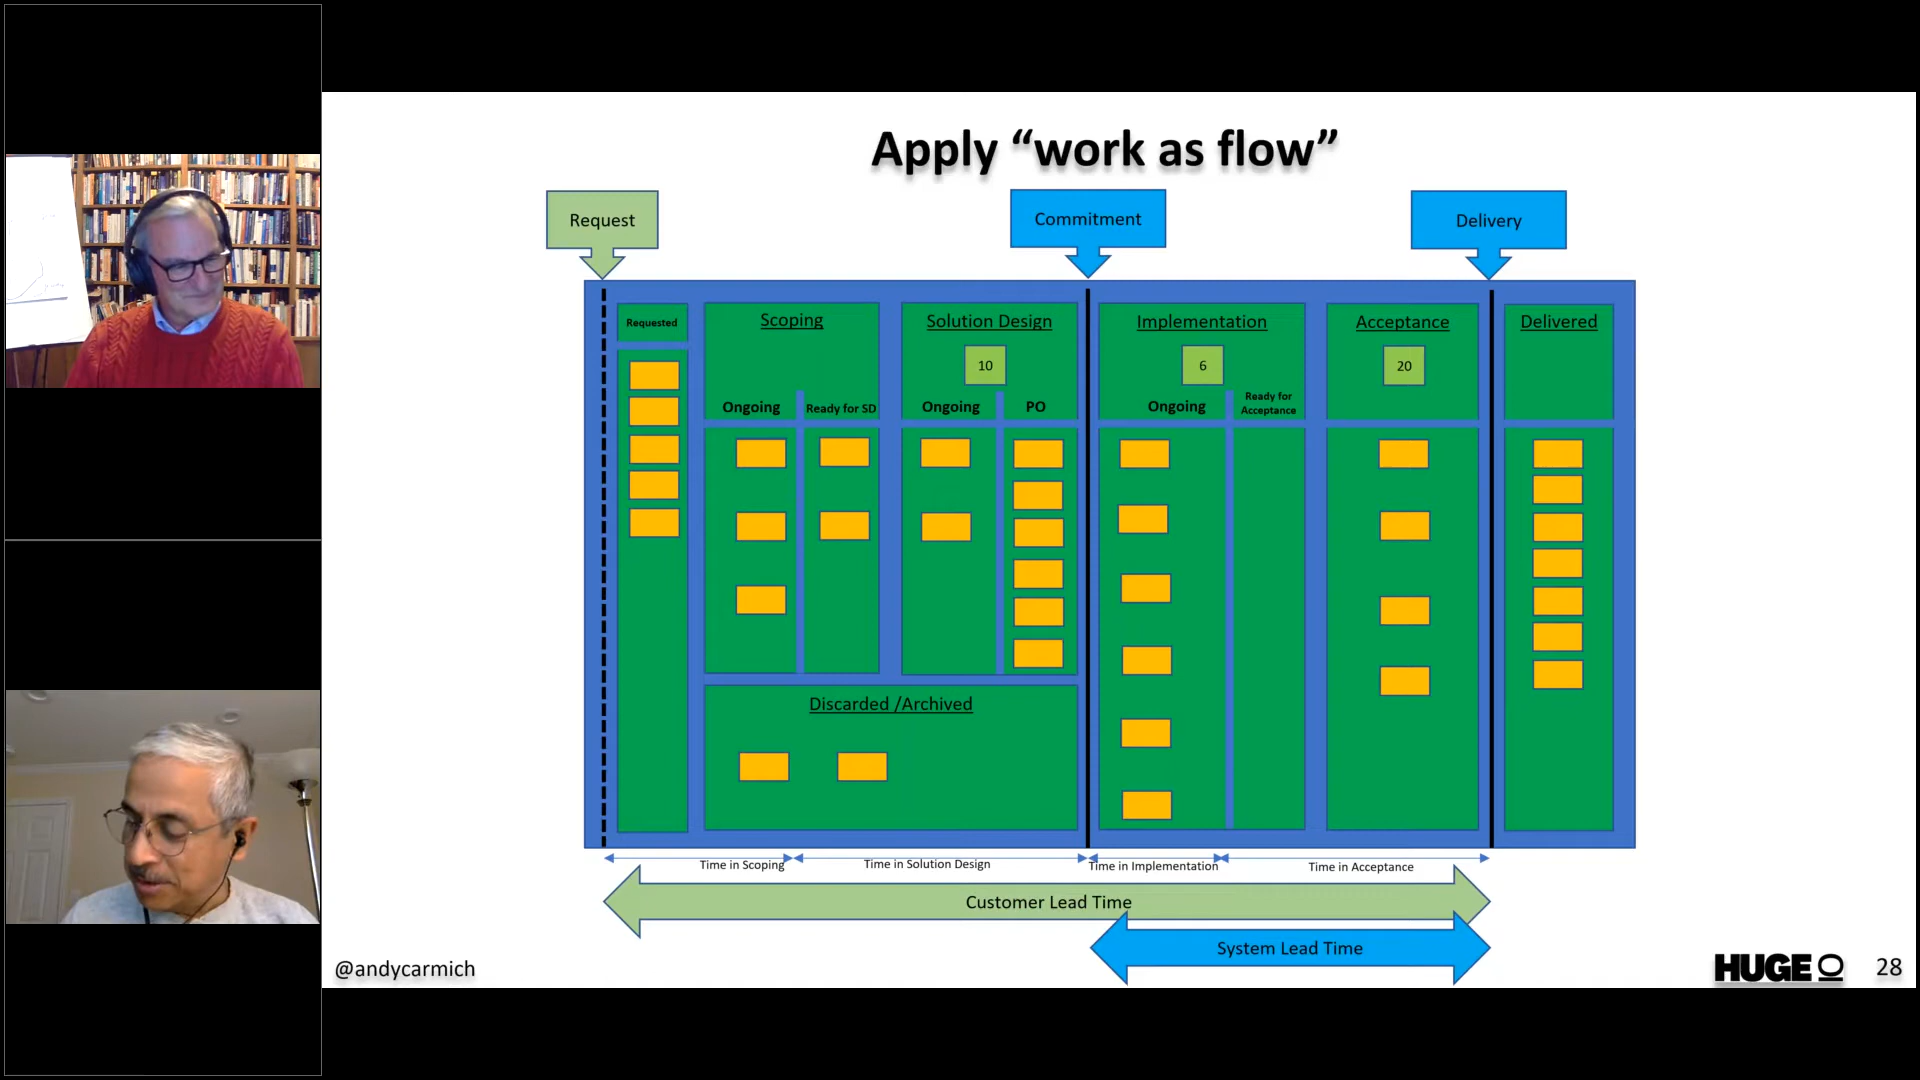 Apply “work as flow”
Request
Commitment
Delivery
Requested
Scoping
Solution Design
Implementation
Acceptance
Delivered
10
6
20
Ongoing
Ready for SD
Ongoing
PO
Ongoing
Ready for
Acceptance
Discarded /Archived
Time in Scoping
Time in Solution Design
Time in Implementation
Time in Acceptance
Customer Lead Time
System Lead Time
@andycarmich
HUGE IO
28